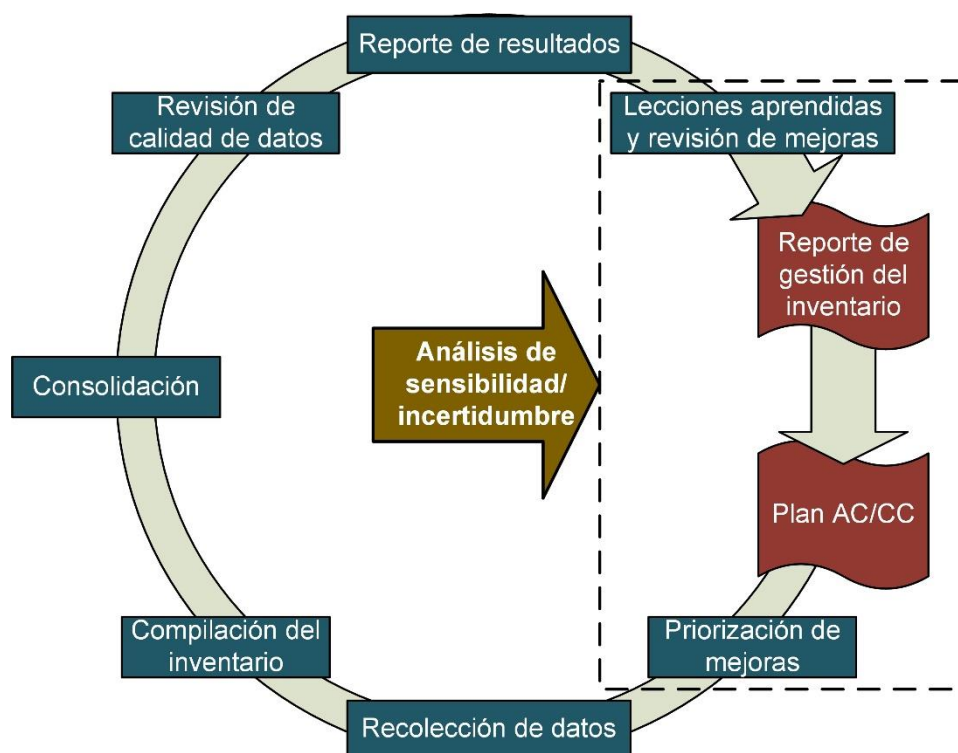 Reporte de resultados
Lecciones aprendidas
y revisión de mejoras
Reporte de
gestión del
inventario
Plan AC/CC
Priorización de
mejoras
Recolección de datos
Compilación del
inventario
Consolidación
Revisión de
calidad de datos
Análisis de
sensibilidad/
incertidumbre